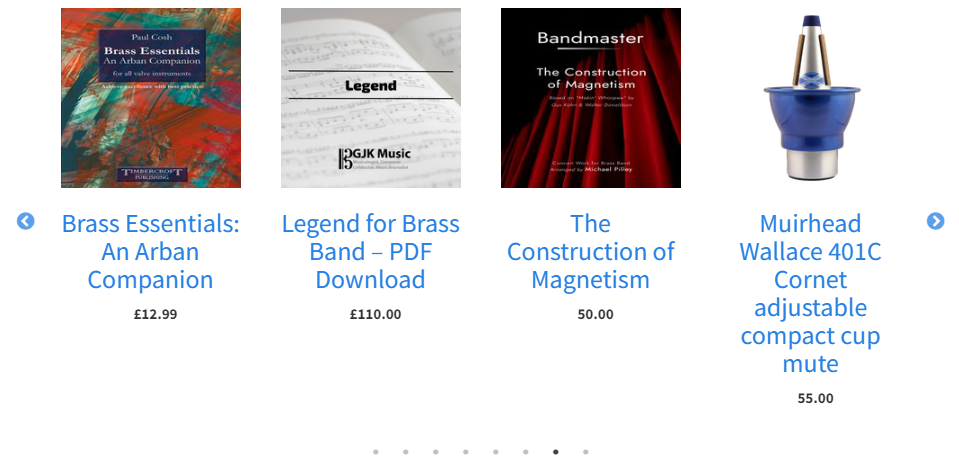 Paul Cosh
Brass Essentials
An Arban Companion
for all valve instruments
Achieve excellence with best practice
TIMBERCROFT
PUBLISHING
Legend
GJK Music
Bandmaster
The Construction
of Magnetism
Based on "Makin' Whoopee" by
Gus Kahn & Walter Donaldson
Concert Work for Brass Band
Arranged by Michael Pilley
Brass Essentials:
An Arban
Companion
£12.99
Legend for Brass
Band – PDF
Download
£110.00
The
Construction of
Magnetism
50.00
Muirhead
Wallace 401C
Cornet
adjustable
compact cup
mute
55.00